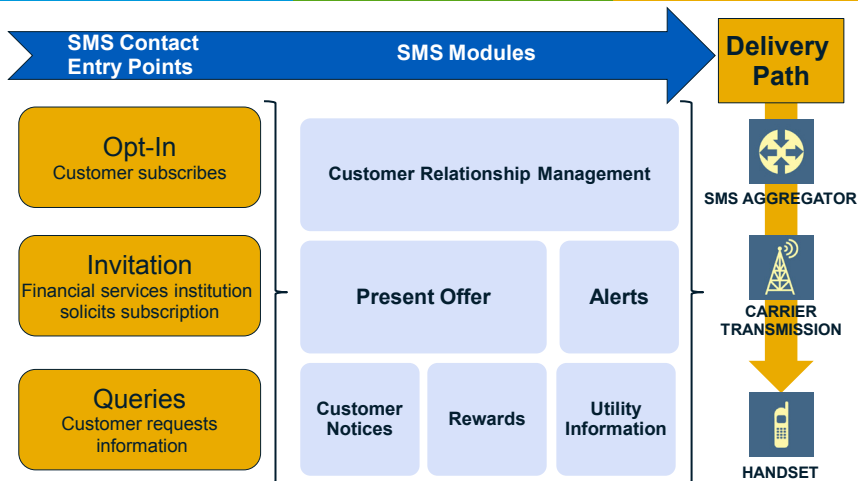 SMS Contact
Entry Points
SMS Modules
Delivery
Path
Opt-In
Customer subscribes
Invitation
Financial services institution
solicits subscription
Queries
Customer requests
information
Customer Relationship Management
Present Offer
Alerts
Customer
Notices
Rewards
Utility
Information
SMS AGGREGATOR
CARRIER
TRANSMISSION
HANDSET